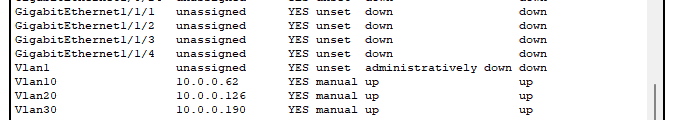 GigabitEthernet1/1/1 unassigned YES unset down down
GigabitEthernet1/1/2 unassigned YES unset down down
GigabitEthernet1/1/3 unassigned YES unset down down
GigabitEthernet1/1/4 unassigned YES unset down down
Vlan1 unassigned YES unset administratively down down
Vlan10 10.0.0.62 YES manual up up
Vlan20 10.0.0.126 YES manual up up
Vlan30 10.0.0.190 YES manual up up